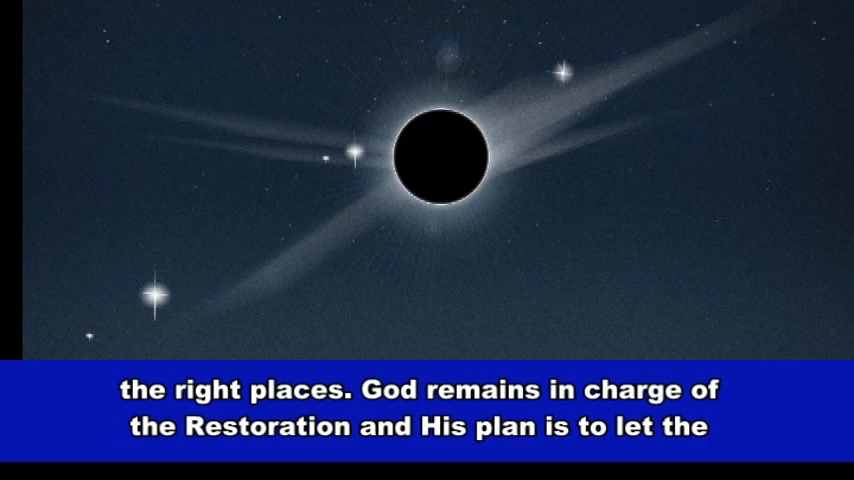 the right places. God remains in charge of
the Restoration and His plan is to let the